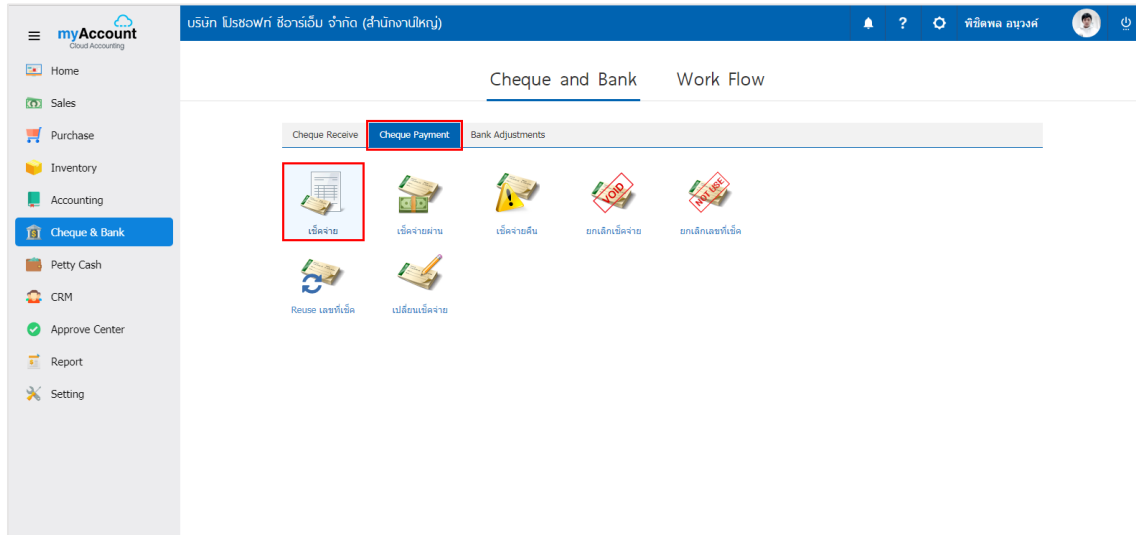 myAccount
Cloud Accounting
บริษัท โปรซอฟท์ ซีอาร์เอ็ม จำกัด (สำนักงานใหญ่)
?
พิชิตพล อนุวงค์
Home
Sales
Purchase
Inventory
Accounting
Cheque & Bank
Petty Cash
CRM
Approve Center
Report
Setting
Cheque and Bank Work Flow
Cheque Receive Cheque Payment Bank Adjustments
VOID NOT USE
เช็คจ่าย เช็คจ่ายผ่าน เช็คจ่ายคืน ยกเลิกเช็คจ่าย ยกเลิกเลขที่เช็ค
Reuse เลขที่เช็ค เปลี่ยนเช็คจ่าย